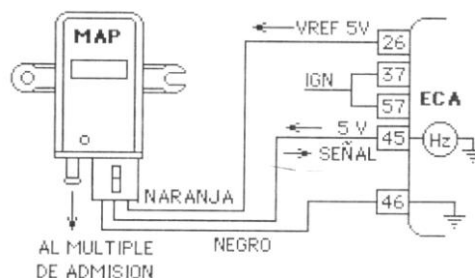 MAP
VREF 5V
26
IGN
37
57
ECA
5 V
45
Hz
SEÑAL
NARANJA
46
NEGRO
AL MULTIPLE
DE ADMISION